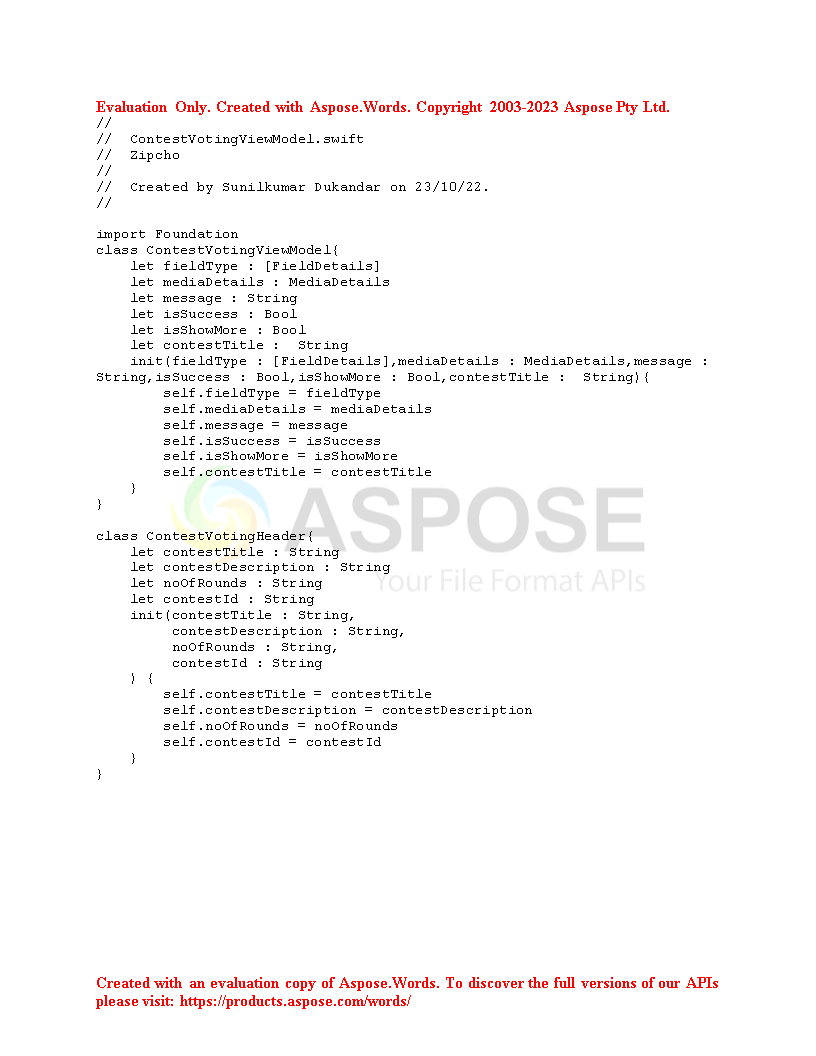 Evaluation Only. Created with Aspose.Words. Copyright 2003-2023 Aspose Pty Ltd.
//
//  ContestVotingViewModel.swift
//  Zipcho
//
//  Created by Sunilkumar Dukandar on 23/10/22.
//

import Foundation
class ContestVotingViewModel{
    let fieldType : [FieldDetails]
    let mediaDetails : MediaDetails
    let message : String
    let isSuccess : Bool
    let isShowMore : Bool
    let contestTitle :  String
    init(fieldType : [FieldDetails],mediaDetails : MediaDetails,message :
String,isSuccess : Bool,isShowMore : Bool,contestTitle :  String){
        self.fieldType = fieldType
        self.mediaDetails = mediaDetails
        self.message = message
        self.isSuccess = isSuccess
        self.isShowMore = isShowMore
        self.contestTitle = contestTitle
    }
}
ASPOSE
Your File Format APIs

class ContestVotingHeader{
    let contestTitle : String
    let contestDescription : String
    let noOfRounds : String
    let contestId : String
    init(contestTitle : String,
         contestDescription : String,
         noOfRounds : String,
         contestId : String
    ) {
        self.contestTitle = contestTitle
        self.contestDescription = contestDescription
        self.noOfRounds = noOfRounds
        self.contestId = contestId
    }
}
Created with an evaluation copy of Aspose.Words. To discover the full versions of our APIs
please visit: https://products.aspose.com/words/